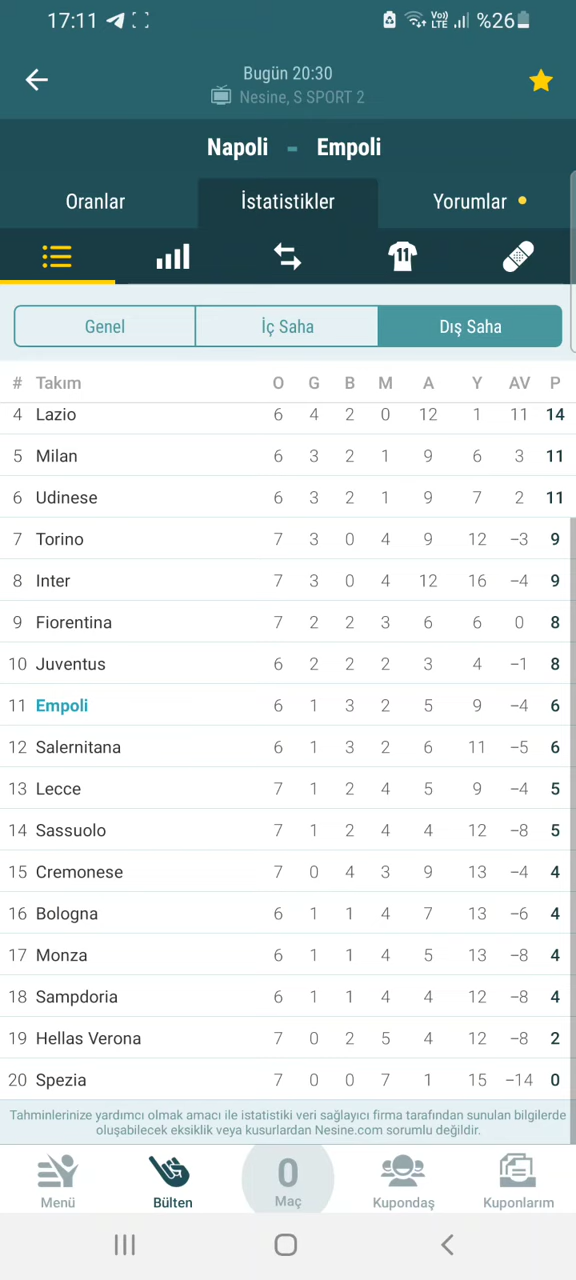 17:11 Vo)) LTE %26
Bugün 20:30
Nesine, S SPORT 2
Napoli - Empoli
Oranlar İstatistikler Yorumlar
11
Genel İç Saha Dış Saha
# Takım O G B M A Y AV P
4 Lazio 6 4 2 0 12 1 11 14
5 Milan 6 3 2 1 9 6 3 11
6 Udinese 6 3 2 1 9 7 2 11
7 Torino 7 3 0 4 9 12 −3 9
8 Inter 7 3 0 4 12 16 −4 9
9 Fiorentina 7 2 2 3 6 6 0 8
10 Juventus 6 2 2 2 3 4 −1 8
11 Empoli 6 1 3 2 5 9 −4 6
12 Salernitana 6 1 3 2 6 11 −5 6
13 Lecce 7 1 2 4 5 9 −4 5
14 Sassuolo 7 1 2 4 4 12 −8 5
15 Cremonese 7 0 4 3 9 13 −4 4
16 Bologna 6 1 1 4 7 13 −6 4
17 Monza 6 1 1 4 5 13 −8 4
18 Sampdoria 6 1 1 4 4 12 −8 4
19 Hellas Verona 7 0 2 5 4 12 −8 2
20 Spezia 7 0 0 7 1 15 −14 0
Tahminlerinize yardımcı olmak amacı ile istatistiki veri sağlayıcı firma tarafından sunulan bilgilerde
oluşabilecek eksiklik veya kusurlardan Nesine.com sorumlu değildir.
0
Menü Bülten Maç Kupondaş Kuponlarım